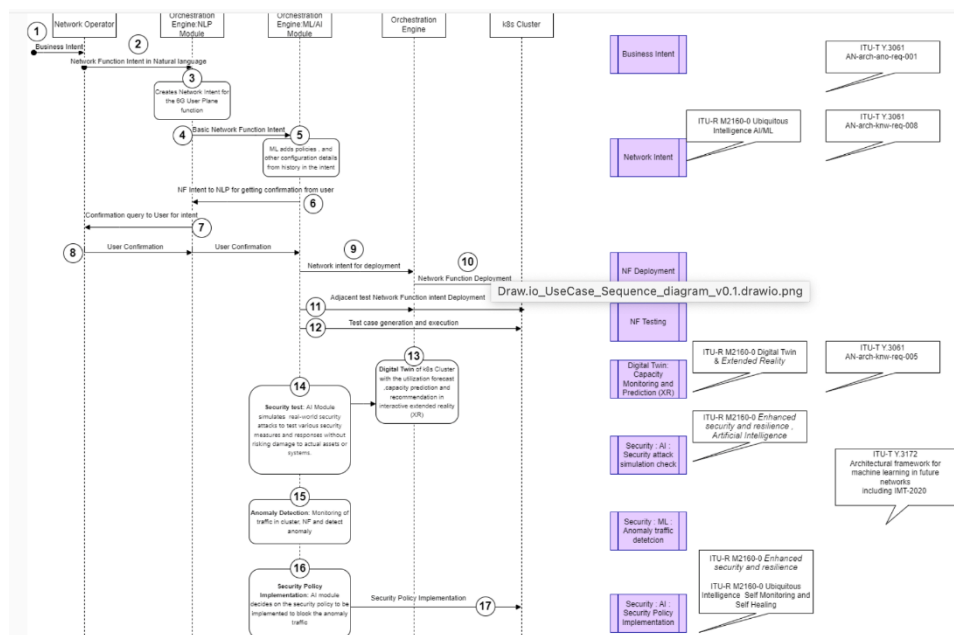 Network Operator
Orchestration
Engine:NLP
Module
Orchestration
Engine:ML/AI
Module
Orchestration
Engine
k8s Cluster
1
Business Intent
2
Network Function Intent in Natural language
3
Creates Network Intent for
the 6G User Plane
function
4
Basic Network Function Intent
5
ML adds policies , and
other configuration details
from history in the intent
NF Intent to NLP for getting confirmation from user
6
Confirmation query to User for intent
7
8
User Confirmation
User Confirmation
9
Network intent for deployment
10
Network Function Deployment
Draw.io_UseCase_Sequence_diagram_v0.1.drawio.png
11
Adjacent test Network Function intent Deployment
12
Test case generation and execution
13
Digital Twin of k8s Cluster
with the utilization forecast
,capacity prediction and
recommendation in
interactive extended reality
(XR)
14
Security test: AI Module
simulates real-world security
attacks to test various security
measures and responses without
risking damage to actual assets or
systems.
15
Anomaly Detection: Monitoring of
traffic in cluster, NF and detect
anomaly
16
Security Policy
Implementation: AI module
decides on the security policy to be
implemented to block the anomaly
traffic
Security Policy Implementation
17
Business Intent
ITU-T Y.3061
AN-arch-ano-req-001
Network Intent
ITU-R M2160-0 Ubiquitous
Intelligence AI/ML
ITU-T Y.3061
AN-arch-knw-req-008
NF Deployment
NF Testing
Digital Twin:
Capacity
Monitoring and
Prediction (XR)
ITU-R M2160-0 Digital Twin
& Extended Reality
ITU-T Y.3061
AN-arch-knw-req-005
Security : AI :
Security attack
simulation check
ITU-R M2160-0 Enhanced
security and resilience ,
Artificial Intelligence
ITU-T Y.3172
Architectural framework for
machine learning in future
networks
including IMT-2020
Security : ML :
Anomaly traffic
detetcion
Security : AI :
Security Policy
Implementation
ITU-R M2160-0 Enhanced
security and resilience
ITU-R M2160-0 Ubiquitous
Intelligence Self Monitoring and
Self Healing